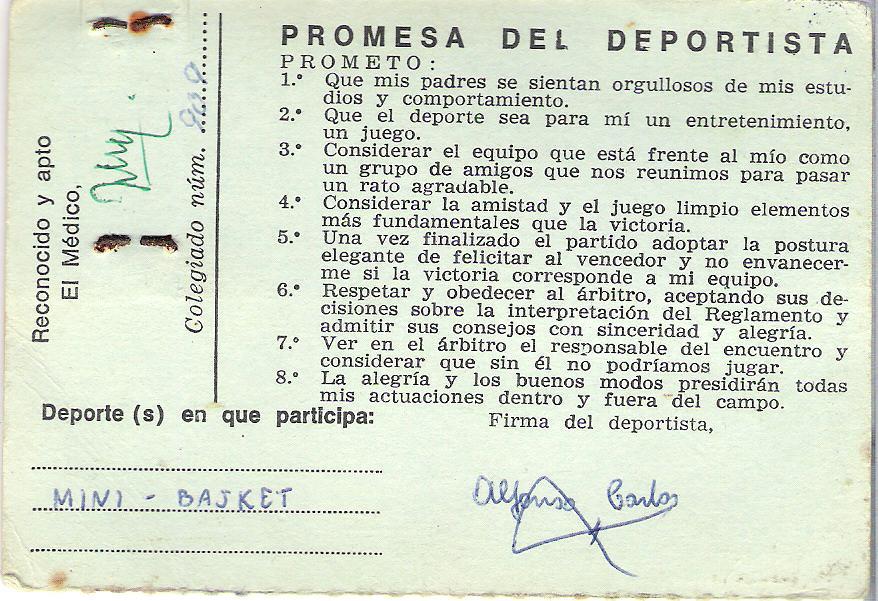 PROMESA DEL DEPORTISTA
PROMETO:
1.º Que mis padres se sientan orgullosos de mis estu-
dios y comportamiento.
2.º Que el deporte sea para mí un entretenimiento,
un juego.
3.º Considerar el equipo que está frente al mío como
un grupo de amigos que nos reunimos para pasar
un rato agradable.
4.º Considerar la amistad y el juego limpio elementos
más fundamentales que la victoria.
5.º Una vez finalizado el partido adoptar la postura
elegante de felicitar al vencedor y no envanecer-
me si la victoria corresponde a mi equipo.
6.º Respetar y obedecer al árbitro, aceptando sus de-
cisiones sobre la interpretación del Reglamento y
admitir sus consejos con sinceridad y alegría.
7.º Ver en el árbitro el responsable del encuentro y
considerar que sin él no podríamos jugar.
8.º La alegría y los buenos modos presidirán todas
mis actuaciones dentro y fuera del campo.
Firma del deportista,
Alfonso Carlos
Reconocido y apto
El Médico,
Colegiado núm.
Deporte (s) en que participa:
MINI - BASKET